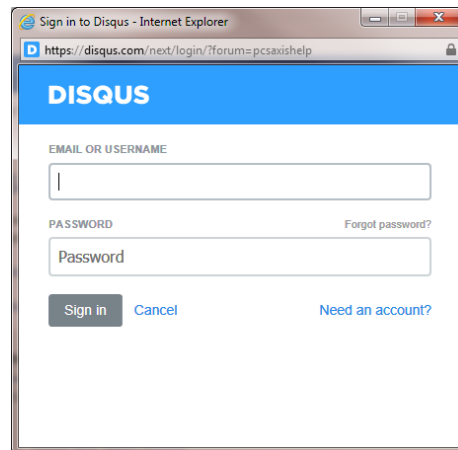 Sign in to Disqus - Internet Explorer
D https://disqus.com/next/login/?forum=pcsaxishelp
DISQUS
EMAIL OR USERNAME
PASSWORD Forgot password?
Password
Sign in Cancel Need an account?